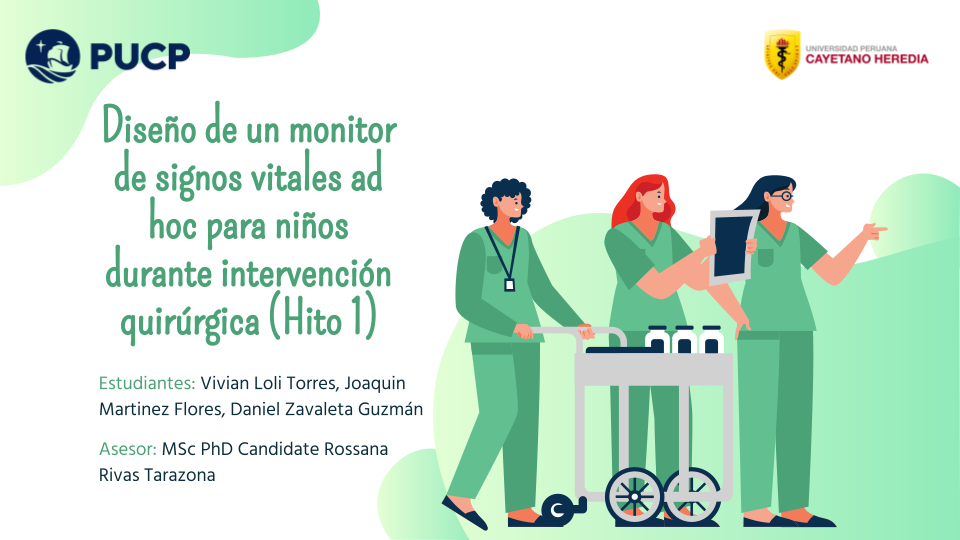 PUCP
UNIVERSIDAD PERUANA
CAYETANO HEREDIA
Diseño de un monitor
de signos vitales ad
hoc para niños
durante intervención
quirúrgica (Hito 1)
Estudiantes: Vivian Loli Torres, Joaquin
Martinez Flores, Daniel Zavaleta Guzmán
Asesor: MSc PhD Candidate Rossana
Rivas Tarazona